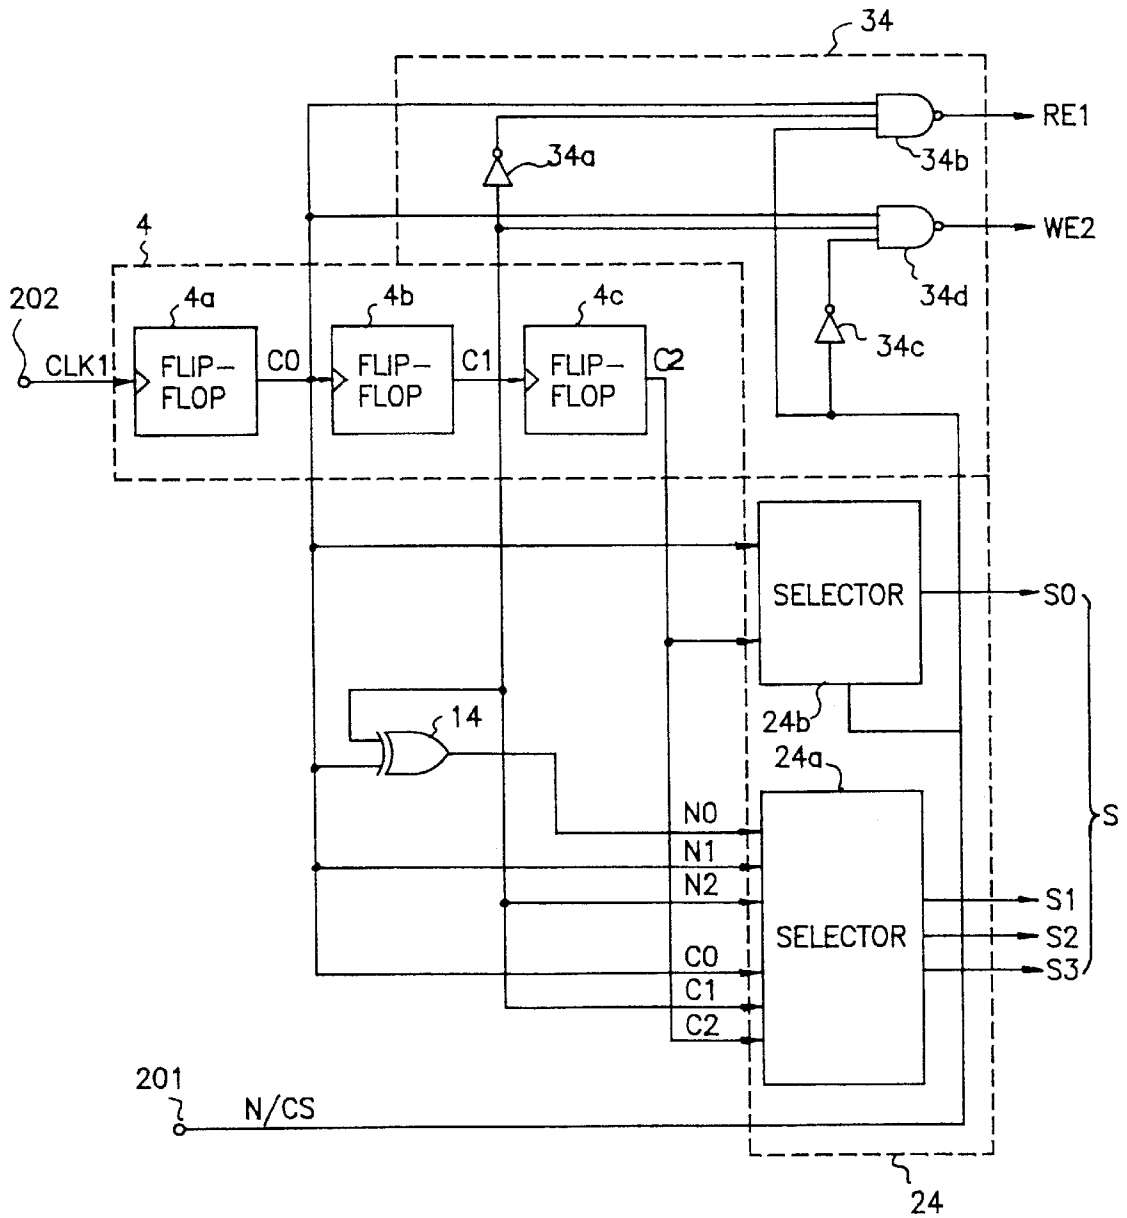 34
RE1
34a
34b
WE2
4
34d
202
4a
4b
4c
34c
CLK1
FLIP-
FLOP
C0
FLIP-
FLOP
C1
FLIP-
FLOP
C2
SELECTOR
S0
14
24b
24a
N0
S
N1
N2
S1
SELECTOR
S2
C0
S3
C1
C2
201
N/CS
24